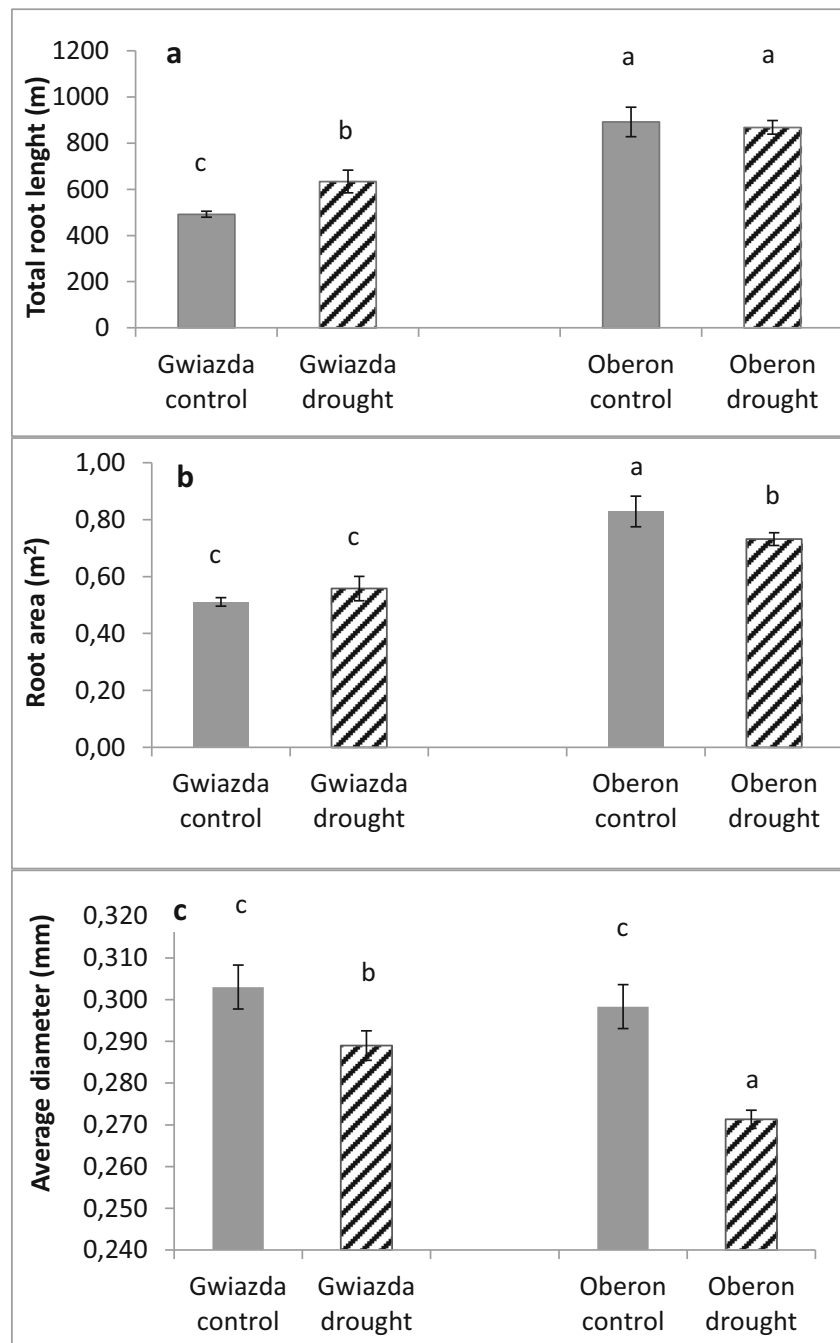 a
Total root lenght (m)
1200
1000
800
600
400
200
0
c
b
a
a
Gwiazda control
Gwiazda drought
Oberon control
Oberon drought
b
Root area (m²)
1,00
0,80
0,60
0,40
0,20
0,00
c
c
a
b
Gwiazda control
Gwiazda drought
Oberon control
Oberon drought
c
Average diameter (mm)
0,320
0,310
0,300
0,290
0,280
0,270
0,260
0,250
0,240
c
b
c
a
Gwiazda control
Gwiazda drought
Oberon control
Oberon drought